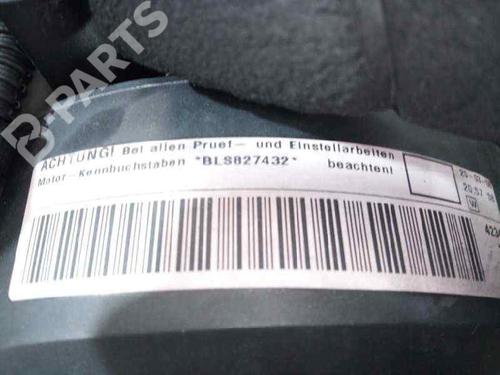 B-PARTS
ACHTUNG! Bei allen Pruef- und Einstellarbeiten
Motor-Kennbuchstaben *BLS827432* beachten!
W